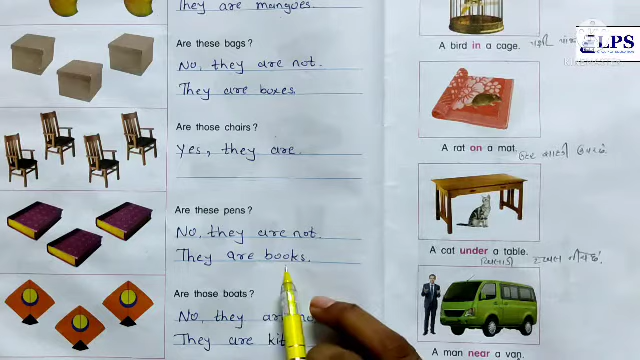 They are mangoes.
Are these bags?
No, they are not.
They are boxes.
Are those chairs?
Yes, they are.
Are these pens?
No, they are not.
They are books.
Are those boats?
No, they are
They are
A bird in a cage.
A rat on a mat.
A cat under a table.
A man near a van.
LPS